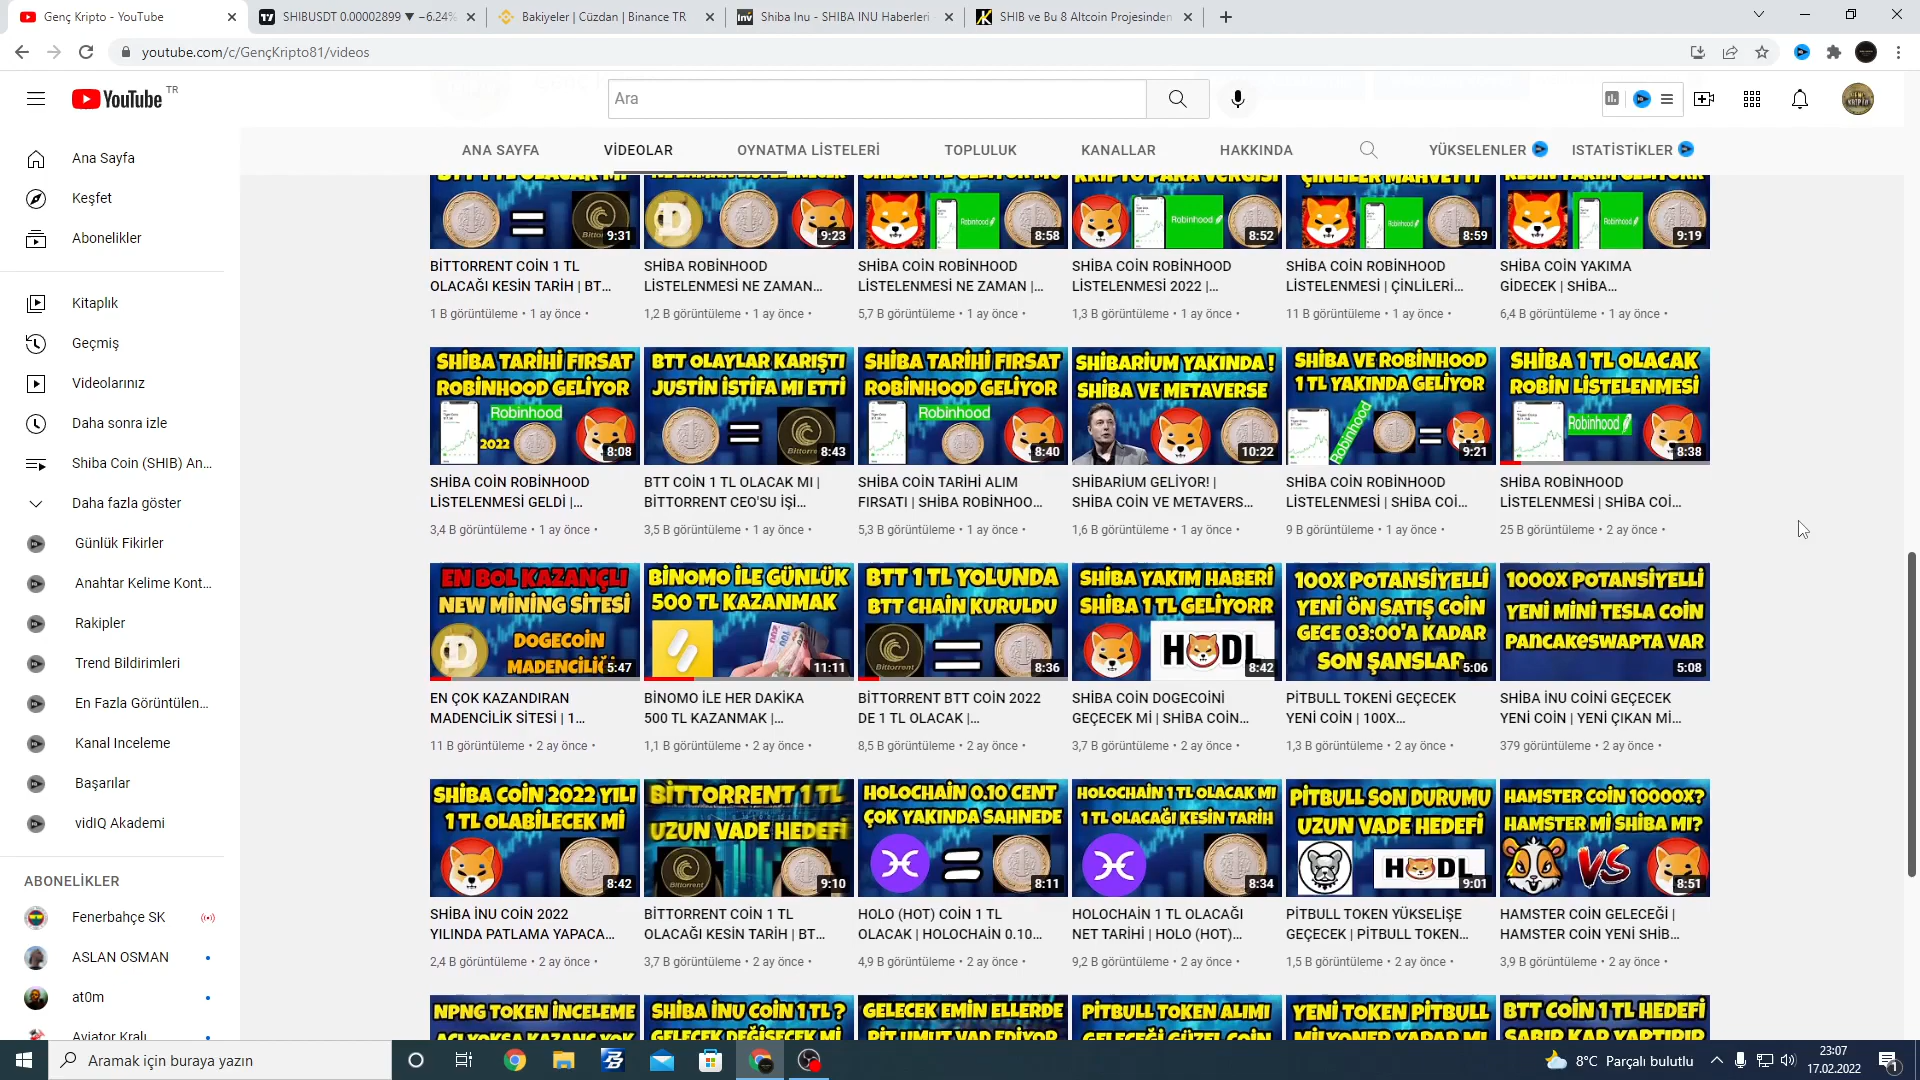 Genç Kripto - YouTube
SHIBUSDT 0.00002899 ▼ −6.24%
Bakiyeler | Cüzdan | Binance TR
Shiba Inu - SHIBA INU Haberleri
SHIB ve Bu 8 Altcoin Projesinden
youtube.com/c/GençKripto81/videos
YouTube TR
Ara
ANA SAYFA
VİDEOLAR
OYNATMA LİSTELERİ
TOPLULUK
KANALLAR
HAKKINDA
YÜKSELENLER
ISTATİSTİKLER
Ana Sayfa
Keşfet
Abonelikler
Kitaplık
Geçmiş
Videolarınız
Daha sonra izle
Shiba Coin (SHIB) An...
Daha fazla göster
Günlük Fikirler
Anahtar Kelime Kont...
Rakipler
Trend Bildirimleri
En Fazla Görüntülen...
Kanal Inceleme
Başarılar
vidIQ Akademi
ABONELİKLER
Fenerbahçe SK
ASLAN OSMAN
at0m
Aviator Kralı
9:31
9:23
Robinhood
8:58
KRİPTO PARA VERGİSİ
Robinhood
8:52
ÇİNLİLER MAHVETTİ
8:59
KESİN TARİH GELİYORR
Robinhood
9:19
BİTTORRENT COİN 1 TL
OLACAĞI KESİN TARİH | BT...
1 B görüntüleme • 1 ay önce •
SHİBA ROBİNHOOD
LİSTELENMESİ NE ZAMAN...
1,2 B görüntüleme • 1 ay önce •
SHİBA COİN ROBİNHOOD
LİSTELENMESİ NE ZAMAN |...
5,7 B görüntüleme • 1 ay önce •
SHİBA COİN ROBİNHOOD
LİSTELENMESİ 2022 |...
1,3 B görüntüleme • 1 ay önce •
SHİBA COİN ROBİNHOOD
LİSTELENMESİ | ÇİNLİLERİ...
11 B görüntüleme • 1 ay önce •
SHİBA COİN YAKIMA
GİDECEK | SHİBA...
6,4 B görüntüleme • 1 ay önce •
SHİBA TARİHİ FIRSAT
ROBİNHOOD GELİYOR
Robinhood
2022
8:08
BTT OLAYLAR KARIŞTI
JUSTİN İSTİFA MI ETTİ
8:43
SHİBA TARİHİ FIRSAT
ROBİNHOOD GELİYOR
Robinhood
8:40
SHİBARİUM YAKINDA !
SHİBA VE METAVERSE
10:22
SHİBA VE ROBİNHOOD
1 TL YAKINDA GELİYOR
Robinhood
9:21
SHİBA 1 TL OLACAK
ROBİN LİSTELENMESİ
Robinhood
8:38
SHİBA COİN ROBİNHOOD
LİSTELENMESİ GELDİ |...
3,4 B görüntüleme • 1 ay önce •
BTT COİN 1 TL OLACAK MI |
BİTTORRENT CEO'SU İŞİ...
3,5 B görüntüleme • 1 ay önce •
SHİBA COİN TARİHİ ALIM
FIRSATI | SHİBA ROBİNHOO...
5,3 B görüntüleme • 1 ay önce •
SHİBARİUM GELİYOR! |
SHİBA COİN VE METAVERS...
1,6 B görüntüleme • 1 ay önce •
SHİBA COİN ROBİNHOOD
LİSTELENMESİ | SHİBA COİ...
9 B görüntüleme • 1 ay önce •
SHİBA ROBİNHOOD
LİSTELENMESİ | SHİBA COİ...
25 B görüntüleme • 2 ay önce •
EN BOL KAZANÇLI
NEW MİNİNG SİTESİ
DOGECOİN
MADENCİLİĞİ
5:47
BİNOMO İLE GÜNLÜK
500 TL KAZANMAK
11:11
BTT 1 TL YOLUNDA
BTT CHAİN KURULDU
Bittorrent
8:36
SHİBA YAKIM HABERİ
SHİBA 1 TL GELİYORR
HODL
8:42
100X POTANSİYELLİ
YENİ ÖN SATIŞ COİN
GECE 03:00'A KADAR
SON ŞANSLAR
5:06
1000X POTANSİYELLİ
YENİ MİNİ TESLA COİN
PANCAKESWAPTA VAR
5:08
EN ÇOK KAZANDIRAN
MADENCİLİK SİTESİ | 1...
11 B görüntüleme • 2 ay önce •
BİNOMO İLE HER DAKİKA
500 TL KAZANMAK |...
1,1 B görüntüleme • 2 ay önce •
BİTTORRENT BTT COİN 2022
DE 1 TL OLACAK |...
8,5 B görüntüleme • 2 ay önce •
SHİBA COİN DOGECOİNİ
GEÇECEK Mİ | SHİBA COİN...
3,7 B görüntüleme • 2 ay önce •
PİTBULL TOKENİ GEÇECEK
YENİ COİN | 100X...
1,3 B görüntüleme • 2 ay önce •
SHİBA İNU COİNİ GEÇECEK
YENİ COİN | YENİ ÇIKAN Mİ...
379 görüntüleme • 2 ay önce •
SHİBA COİN 2022 YILI
1 TL OLABİLECEK Mİ
8:42
BİTTORRENT 1 TL
UZUN VADE HEDEFİ
Bittorrent
9:10
HOLOCHAİN 0.10 CENT
ÇOK YAKINDA SAHNEDE
8:11
HOLOCHAİN 1 TL OLACAK MI
1 TL OLACAĞI KESİN TARİH
8:34
PİTBULL SON DURUMU
UZUN VADE HEDEFİ
HODL
9:01
HAMSTER COİN 10000X?
HAMSTER Mİ SHİBA MI?
VS
8:51
SHİBA İNU COİN 2022
YILINDA PATLAMA YAPACA...
2,4 B görüntüleme • 2 ay önce •
BİTTORRENT COİN 1 TL
OLACAĞI KESİN TARİH | BT...
3,7 B görüntüleme • 2 ay önce •
HOLO (HOT) COİN 1 TL
OLACAK | HOLOCHAİN 0.10...
4,9 B görüntüleme • 2 ay önce •
HOLOCHAİN 1 TL OLACAĞI
NET TARİHİ | HOLO (HOT)...
9,2 B görüntüleme • 2 ay önce •
PİTBULL TOKEN YÜKSELİŞE
GEÇECEK | PİTBULL TOKEN...
1,5 B görüntüleme • 2 ay önce •
HAMSTER COİN GELECEĞİ |
HAMSTER COİN YENİ SHİB...
3,9 B görüntüleme • 2 ay önce •
NPNG TOKEN İNCELEME
SHİBA İNU COİN 1 TL ?
GELECEK DEĞİŞECEK Mİ
GELECEK EMİN ELLERDE
PİTBULL TOKEN ALIMI
GELECEĞİ GÜZEL COİN
YENİ TOKEN PİTBULL
MİLYONER YAPAR MI
BTT COİN 1 TL HEDEFİ
Aramak için buraya yazın
8°C Parçalı bulutlu
23:07
17.02.2022
1